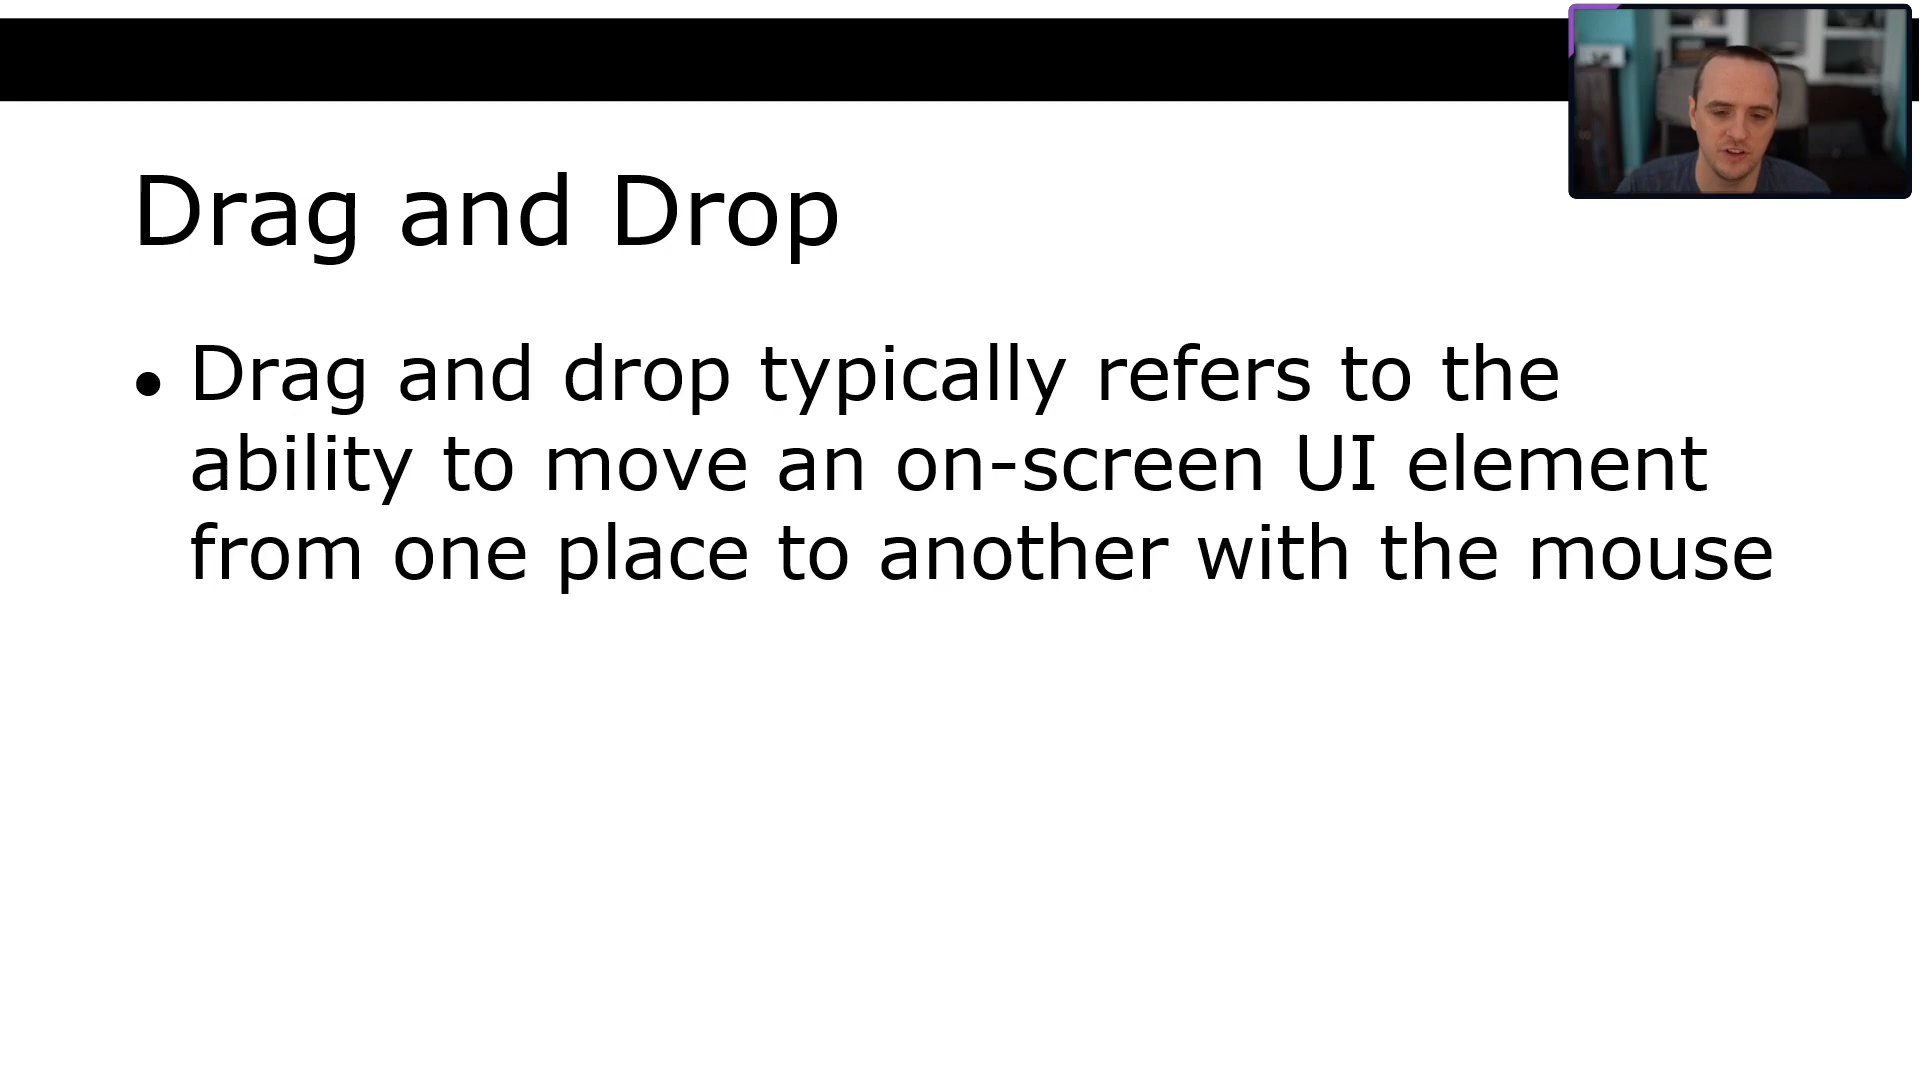 Drag and Drop
• Drag and drop typically refers to the
ability to move an on-screen UI element
from one place to another with the mouse